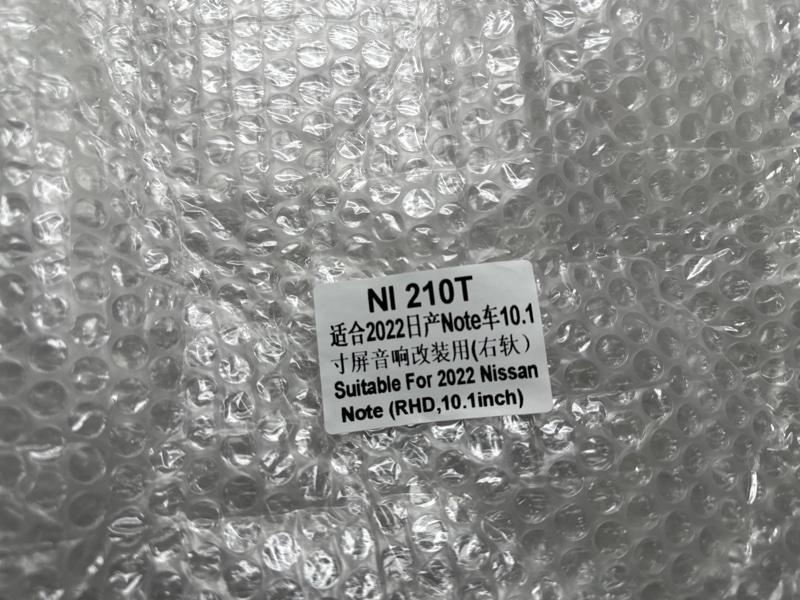 NI 210T
适合2022日产Note车10.1
寸屏音响改装用(右轪）
Suitable For 2022 Nissan
Note (RHD,10.1inch)